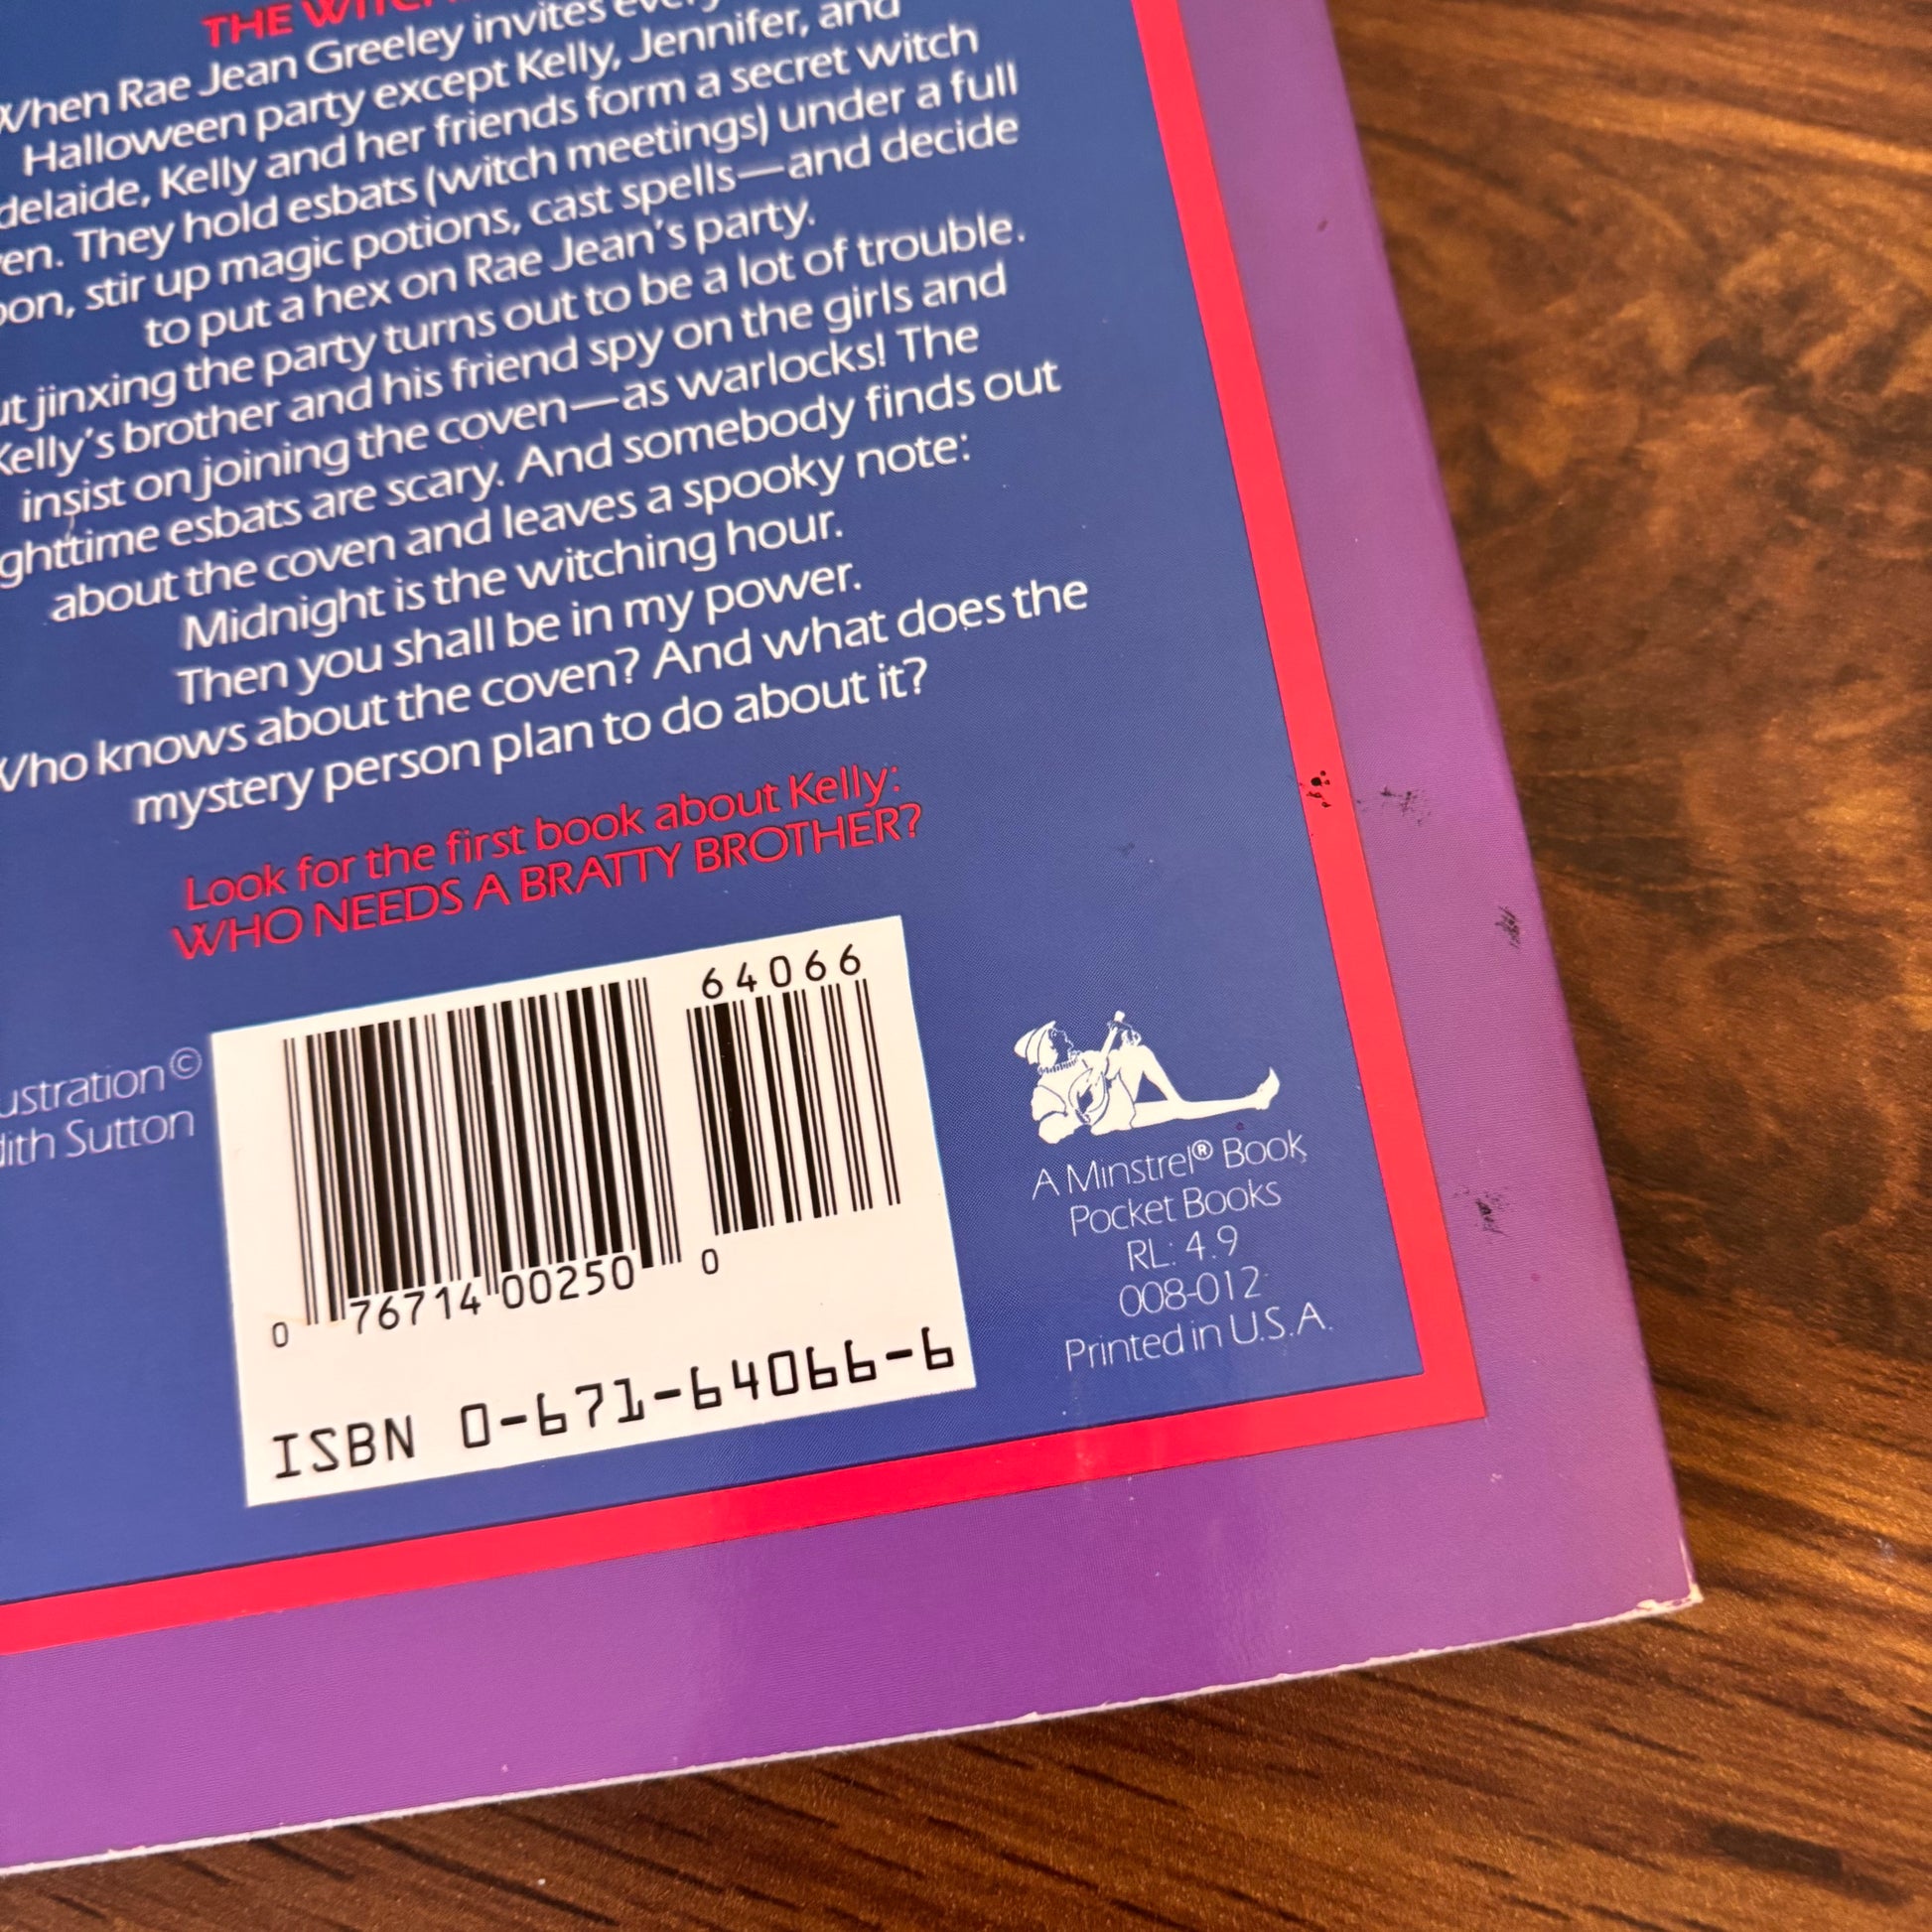 THE
When Rae Jean Greeley invites
Halloween party except Kelly, Jennifer, and
Kelly and her friends form a secret witch
They hold esbats (witch meetings) under a full
stir up magic potions, cast spells—and decide
to put a hex on Rae Jean's party.
jinxing the party turns out to be a lot of trouble.
Kelly's brother and his friend spy on the girls and
insist on joining the coven—as warlocks! The
esbats are scary. And somebody finds out
about the coven and leaves a spooky note:
Midnight is the witching hour.
Then you shall be in my power.
Who knows about the coven? And what does the
mystery person plan to do about it?
Look for the first book about Kelly:
WHO NEEDS A BRATTY BROTHER?
©
Sutton
64066
0 76714 00250 0
ISBN 0-671-64066-6
A Minstrel® Book
Pocket Books
RL: 4.9
008-012
Printed in U.S.A.